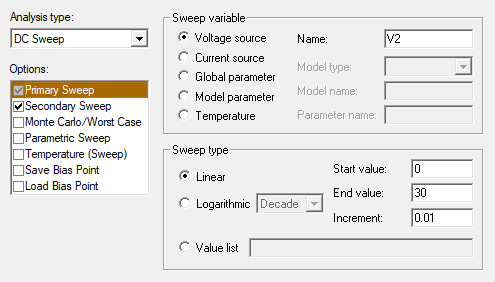 Analysis type:
DC Sweep
Options:
Primary Sweep
Secondary Sweep
Monte Carlo/Worst Case
Parametric Sweep
Temperature (Sweep)
Save Bias Point
Load Bias Point
Sweep variable
Voltage source Name: V2
Current source Model type:
Global parameter
Model parameter Model name:
Temperature Parameter name:
Sweep type
Linear Start value: 0
Logarithmic Decade End value: 30
Increment: 0.01
Value list